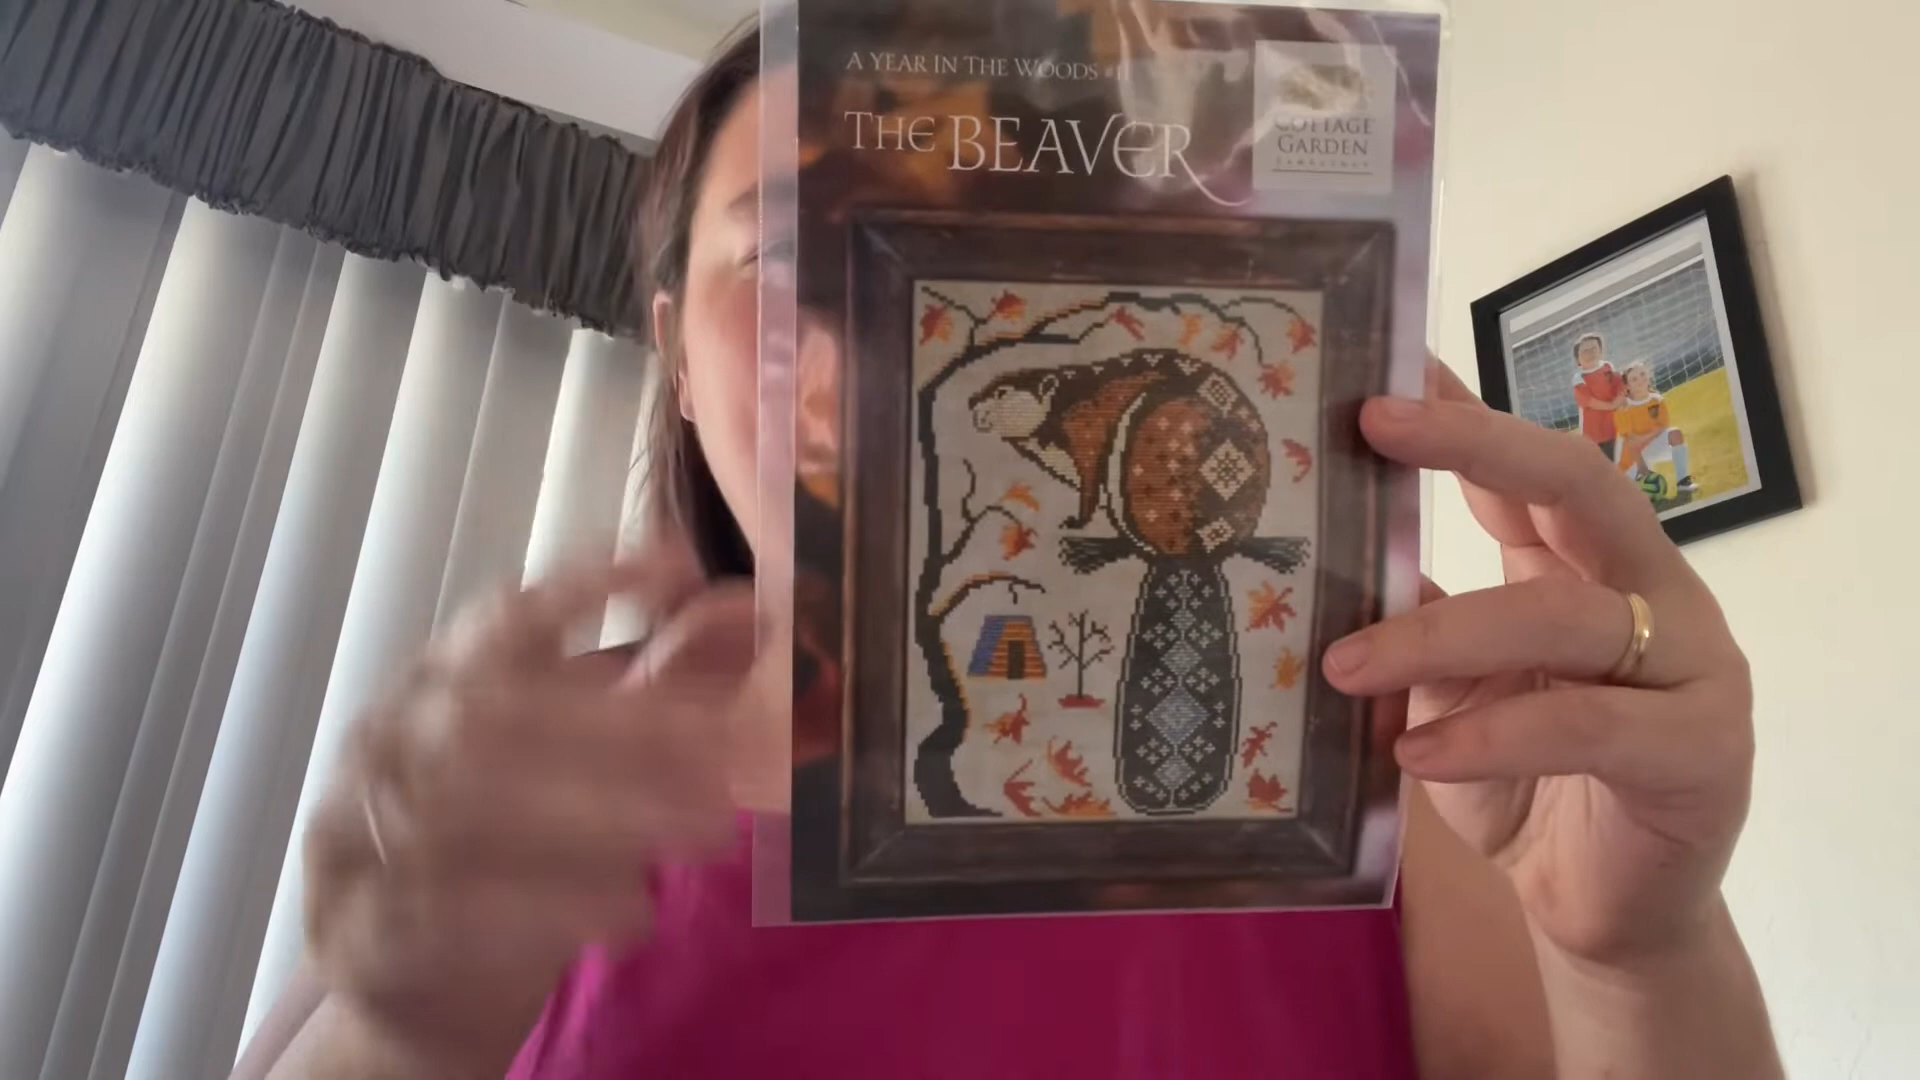 A YEAR IN THE WOODS
THE BEAVER
COTTAGE
GARDEN